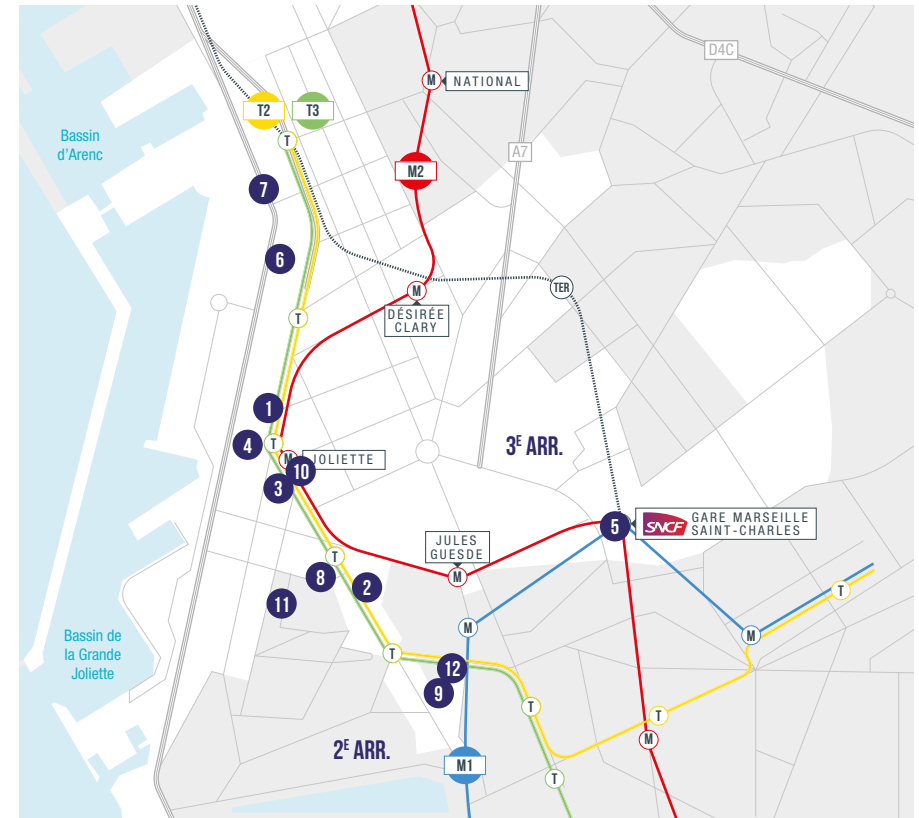 D4C
M
NATIONAL
T2
T3
Bassin
d'Arenc
T
A7
M2
7
6
TER
M
DÉSIRÉE
CLARY
T
1
3E ARR.
4
T
M
JOLIETTE
10
3
5
SNCF
GARE MARSEILLE
SAINT-CHARLES
JULES
GUESDE
M
T
8
2
11
T
M
M
Bassin de
la Grande
Joliette
T
12
9
T
T
M
2E ARR.
M1
T